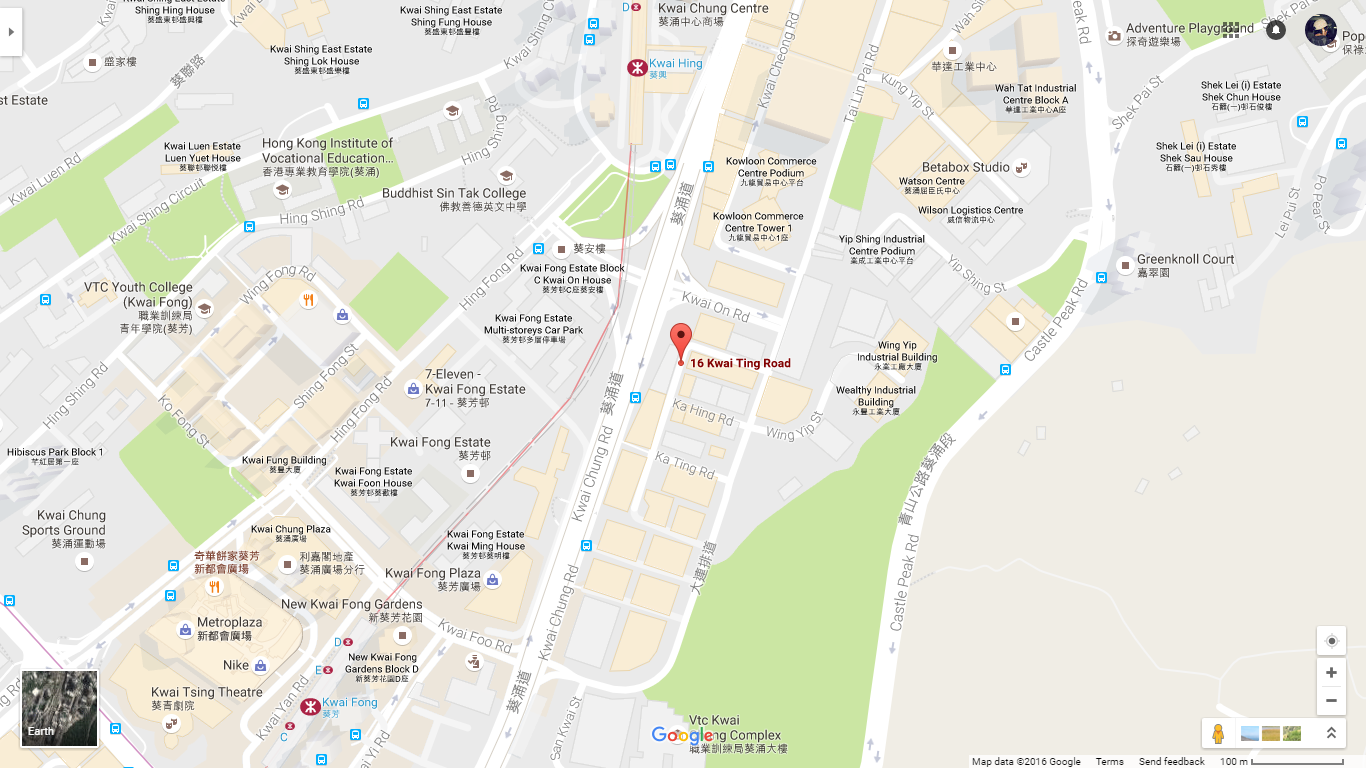 Kwai Shing East Estate
Shing Hing House
葵盛東邨盛興樓
Kwai Shing East Estate
Shing Fung House
葵盛東邨盛豐樓
D
Kwai Chung Centre
葵涌中心商場
Kwai Cheong Rd
Castle Peak Rd
Adventure Playground
探奇遊樂場
Pop
Shek Pai St
Kwai Shing East Estate
Shing Lok House
葵盛東邨盛樂樓
盛家樓
葵聯路
Kwai Hing
葵興
Kwai Shing Circuit
st Estate
Hing Shing Rd
Tai Lin Pai Rd
Kung Yip St
華達工業中心
Wah Tat Industrial
Centre Block A
華達工業中心A座
Shek Lei (i) Estate
Shek Chun House
石籬(一)邨石俊樓
Shek Lei (i) Estate
Shek Sau House
石籬(一)邨石秀樓
Kwai Luen Rd
Kwai Luen Estate
Luen Yuet House
葵聯邨聯悅樓
Hong Kong Institute of
Vocational Education...
香港專業教育學院(葵涌)
Buddhist Sin Tak College
佛教善德英文中學
Kowloon Commerce
Centre Podium
九龍貿易中心平台
Kowloon Commerce
Centre Tower 1
九龍貿易中心1座
Betabox Studio
Watson Centre
葵涌屈臣氏中心
Wilson Logistics Centre
威信物流中心
Lei Pui St
Kwai Shing Circuit
Hing Shing Rd
葵涌道
葵安樓
Yip Shing Industrial
Centre Podium
業成工業中心平台
Yip Shing St
Greenknoll Court
嘉翠園
Kwai Fong Estate Block
C Kwai On House
葵芳邨C座葵安樓
Wing Fong Rd
VTC Youth College
(Kwai Fong)
職業訓練局
青年學院(葵芳)
Kwai On Rd
Kwai Fong Estate
Multi-storeys Car Park
葵芳邨多層停車場
Castle Peak Rd
Shing Fong St
16 Kwai Ting Road
Wing Yip
Industrial Building
永業工廠大廈
Wealthy Industrial
Building
永豐工業大廈
7-Eleven -
Kwai Fong Estate
7-11 - 葵芳邨
Hing Shing Rd
Ko Fong St
Hing Fong Rd
葵涌道
Ka Hing Rd
Wing Yip St
Kwai Fong Estate
葵芳邨
Hibiscus Park Block 1
芊紅居第一座
Kwai Fung Building
葵豐大廈
Kwai Fong Estate
Kwai Foon House
葵芳邨葵歡樓
Ka Ting Rd
Kwai Chung Rd
青山公路葵涌段
Kwai Chung
Sports Ground
葵涌運動場
Kwai Chung Plaza
葵涌廣場
Kwai Fong Estate
Kwai Ming House
葵芳邨葵明樓
奇華餅家葵芳
新都會廣場
利嘉閣地產
葵涌廣場分行
Kwai Fong Plaza
葵芳廣場
大連排道
Castle Peak Rd
New Kwai Fong Gardens
新葵芳花園
Metroplaza
新都會廣場
Kwai Foo Rd
Kwai Chung Rd
D
New Kwai Fong
Gardens Block D
新葵芳花園D座
Nike
E
Kwai Tsing Theatre
葵青劇院
Kwai Yan Rd
Kwai Fong
葵芳
C
葵涌道
San Kwai St
Earth
Vtc Kwai
Complex
職業訓練局葵涌大樓
Google
Map data ©2016 Google
Terms
Send feedback
100 m